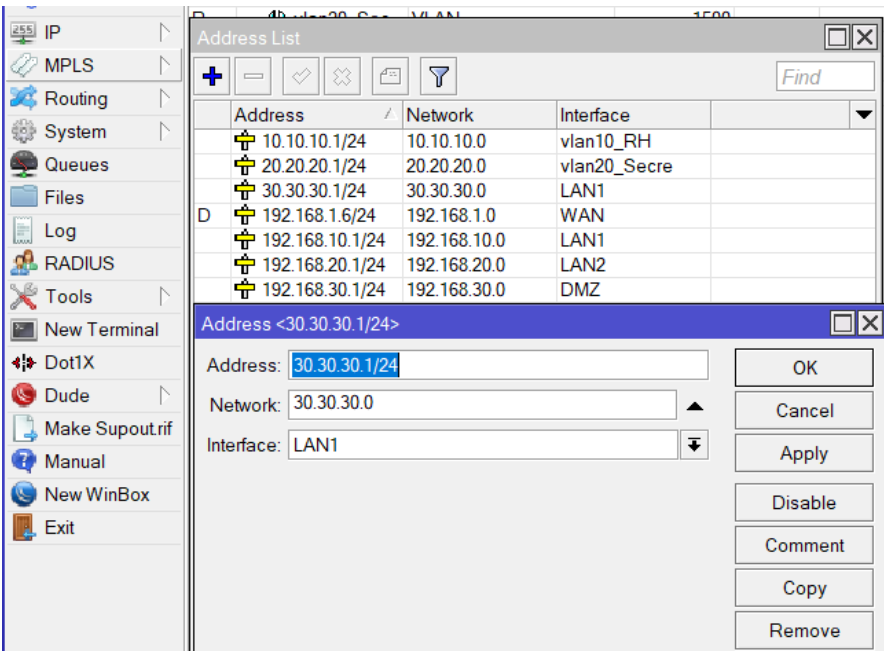 IP
MPLS
Routing
System
Queues
Files
Log
RADIUS
Tools
New Terminal
Dot1X
Dude
Make Supout.rif
Manual
New WinBox
Exit
Address List
Find
Address Network Interface
10.10.10.1/24 10.10.10.0 vlan10_RH
20.20.20.1/24 20.20.20.0 vlan20_Secre
30.30.30.1/24 30.30.30.0 LAN1
D 192.168.1.6/24 192.168.1.0 WAN
192.168.10.1/24 192.168.10.0 LAN1
192.168.20.1/24 192.168.20.0 LAN2
192.168.30.1/24 192.168.30.0 DMZ
Address <30.30.30.1/24>
Address: 30.30.30.1/24
Network: 30.30.30.0
Interface: LAN1
OK
Cancel
Apply
Disable
Comment
Copy
Remove